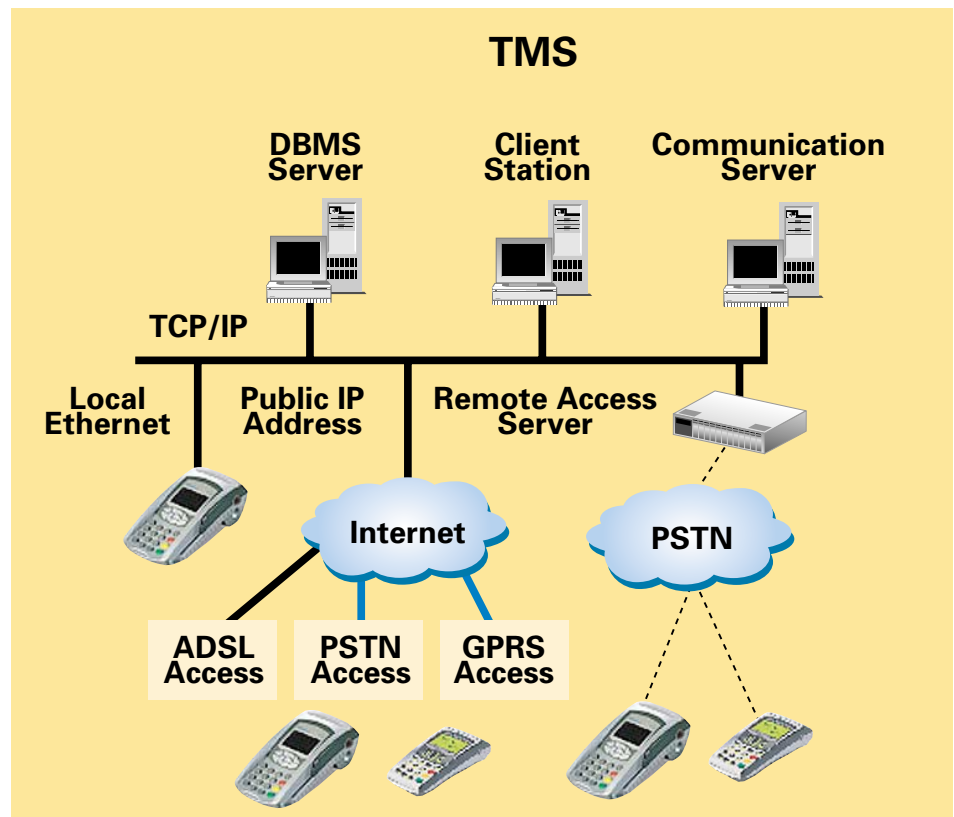 TMS
DBMS
Server
Client
Station
Communication
Server
TCP/IP
Local
Ethernet
Public IP
Address
Remote Access
Server
Internet
PSTN
ADSL
Access
PSTN
Access
GPRS
Access